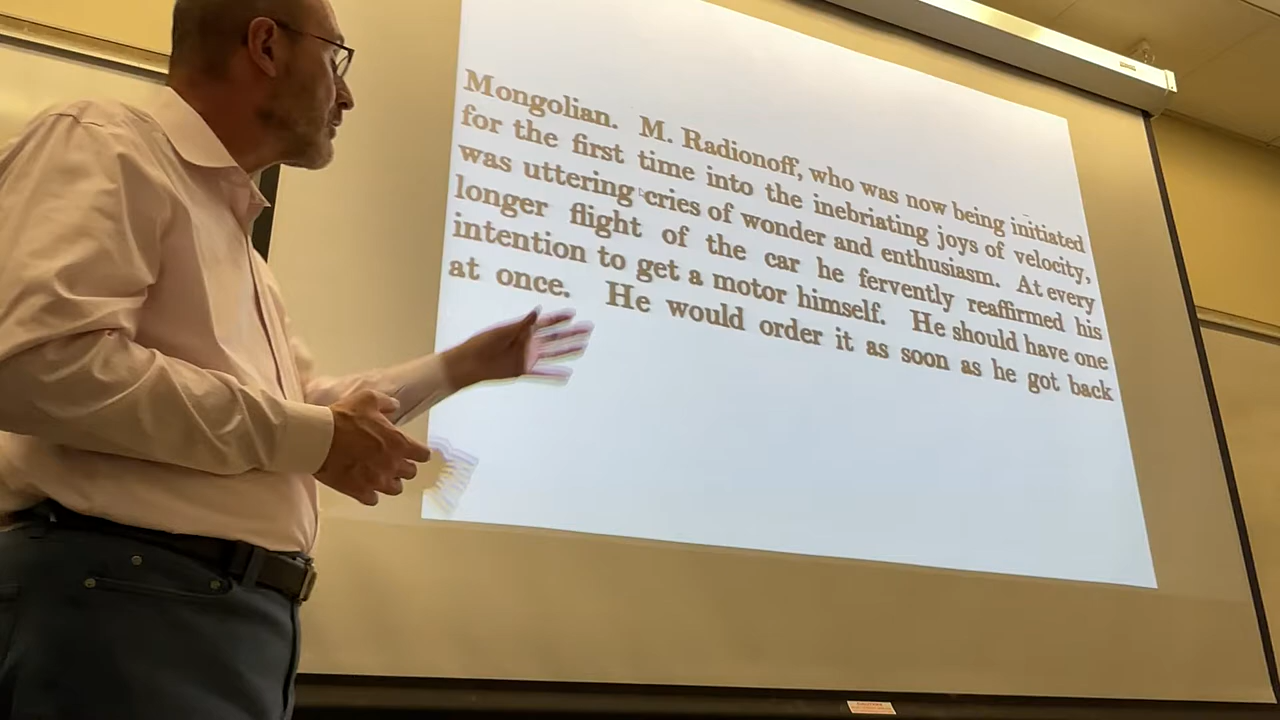 Mongolian. M. Radionoff, who was now being initiated
for the first time into the inebriating joys of velocity,
was uttering cries of wonder and enthusiasm. At every
longer flight of the car he fervently reaffirmed his
intention to get a motor himself. He should have one
at once. He would order it as soon as he got back